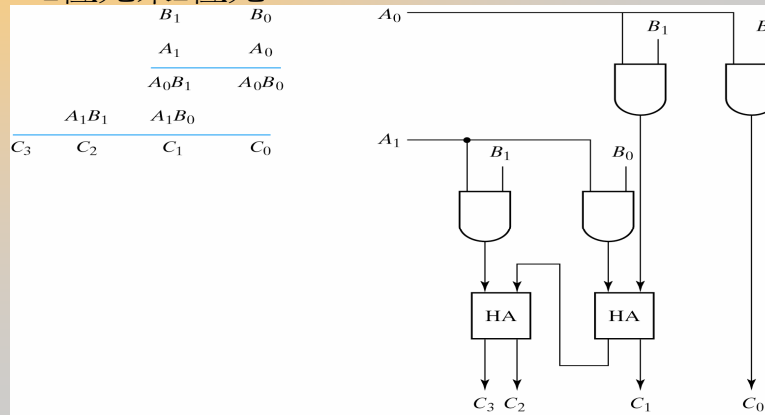 B₁ B₀
A₁ A₀
A₀B₁ A₀B₀
A₁B₁ A₁B₀
C₃ C₂ C₁ C₀
A₀
B₁
A₁
B₁ B₀
HA HA
C₃ C₂ C₁ C₀